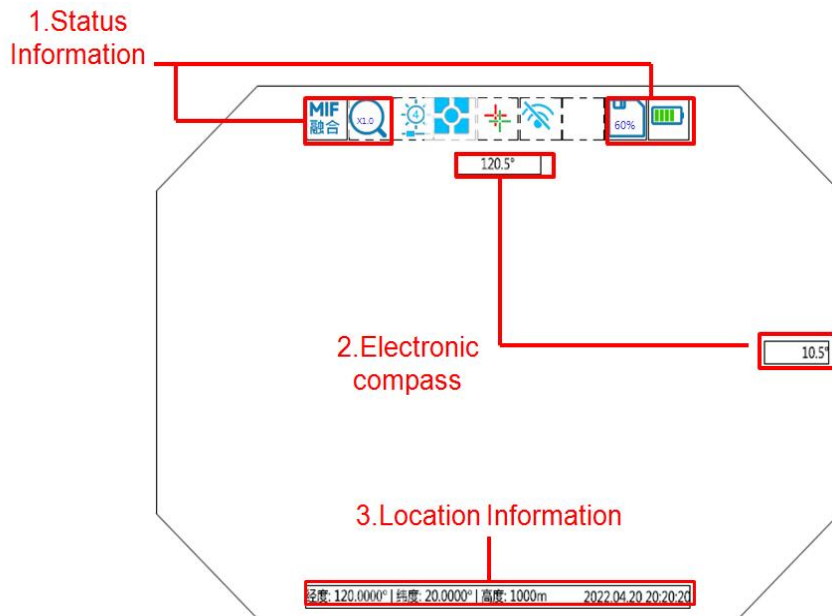 1.Status
Information
MIF
融合
X1.0
4
60%
120.5°
2.Electronic
compass
10.5°
3.Location Information
经度: 120.0000° | 纬度: 20.0000° | 高度: 1000m 2022.04.20 20:20:20